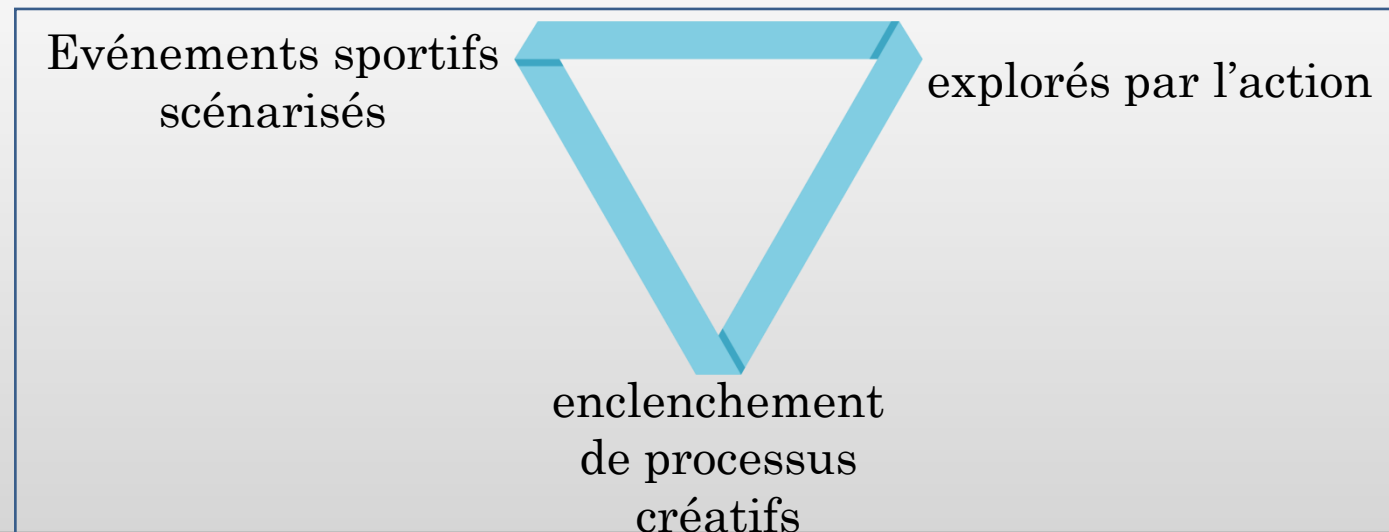 Evénements sportifs
scénarisés
explorés par l’action
enclenchement
de processus
créatifs